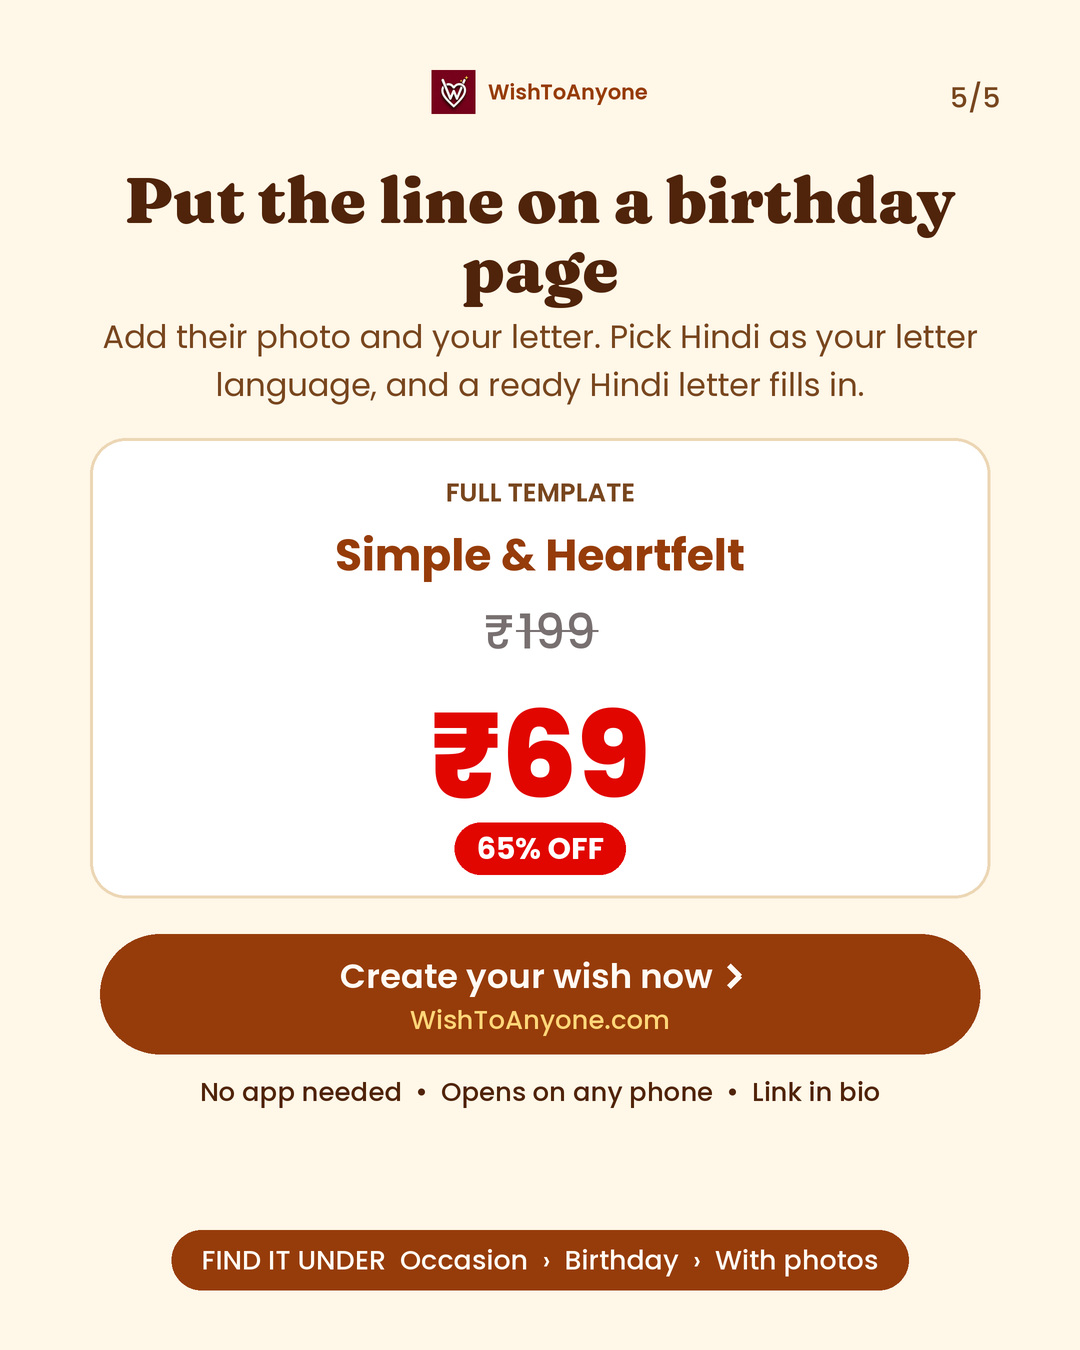 WishToAnyone
5/5
Put the line on a birthday
page
Add their photo and your letter. Pick Hindi as your letter
language, and a ready Hindi letter fills in.
FULL TEMPLATE
Simple & Heartfelt
₹199
₹69
65% OFF
Create your wish now ›
WishToAnyone.com
No app needed • Opens on any phone • Link in bio
FIND IT UNDER Occasion › Birthday › With photos